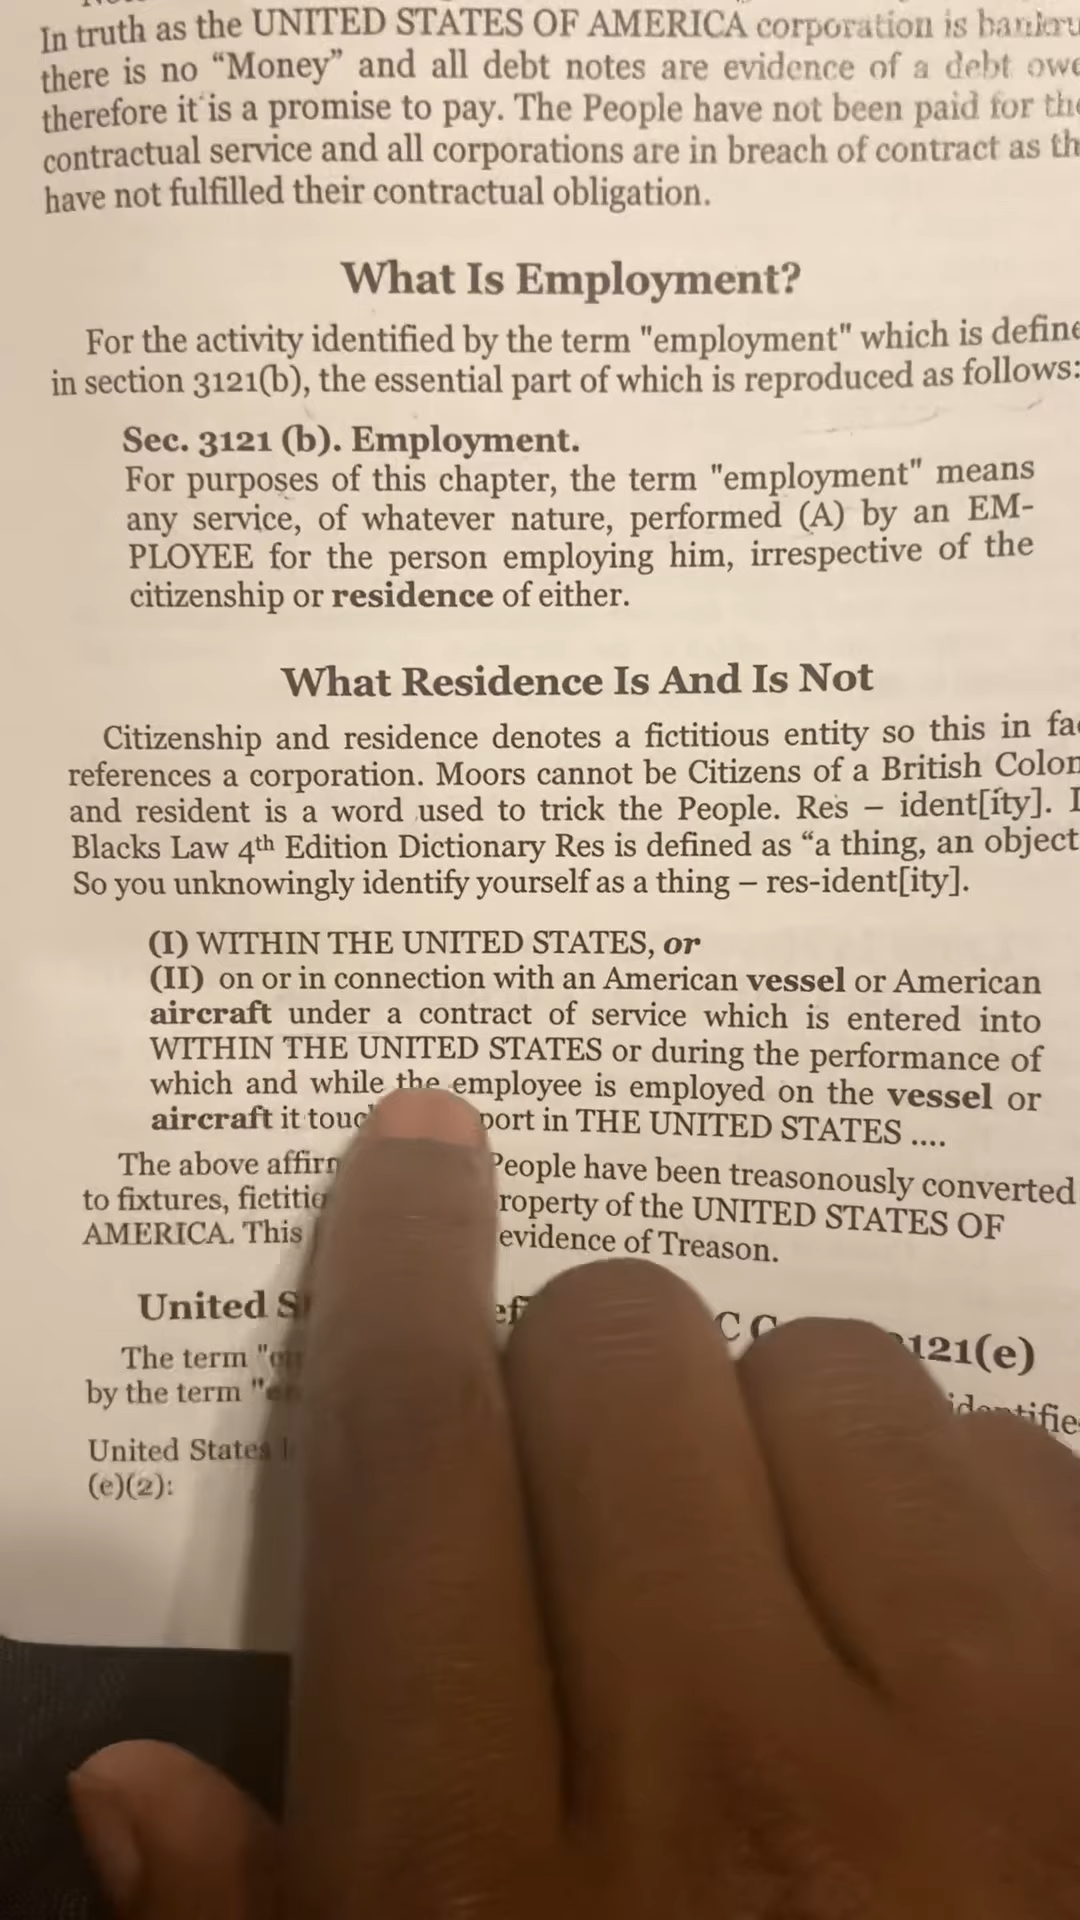 In truth as the UNITED STATES OF AMERICA corporation is
there is no “Money” and all debt notes are evidence of a debt
therefore it is a promise to pay. The People have not been paid for
contractual service and all corporations are in breach of contract as
have not fulfilled their contractual obligation.
What Is Employment?
For the activity identified by the term "employment" which is
in section 3121(b), the essential part of which is reproduced as follows:
Sec. 3121 (b). Employment.
For purposes of this chapter, the term "employment" means
any service, of whatever nature, performed (A) by an EM-
PLOYEE for the person employing him, irrespective of the
citizenship or residence of either.
What Residence Is And Is Not
Citizenship and residence denotes a fictitious entity so this in
references a corporation. Moors cannot be Citizens of a British
and resident is a word used to trick the People. Res – ident[ity].
Blacks Law 4th Edition Dictionary Res is defined as “a thing, an object
So you unknowingly identify yourself as a thing – res-ident[ity].
(I) WITHIN THE UNITED STATES, or
(II) on or in connection with an American vessel or American
aircraft under a contract of service which is entered into
WITHIN THE UNITED STATES or during the performance of
which and while the employee is employed on the vessel or
aircraft it port in THE UNITED STATES ....
The above People have been treasonously converted
to fixtures, of the UNITED STATES OF
AMERICA. This evidence of Treason.
United 121(e)
The term
by the term
United States
(e)(2):